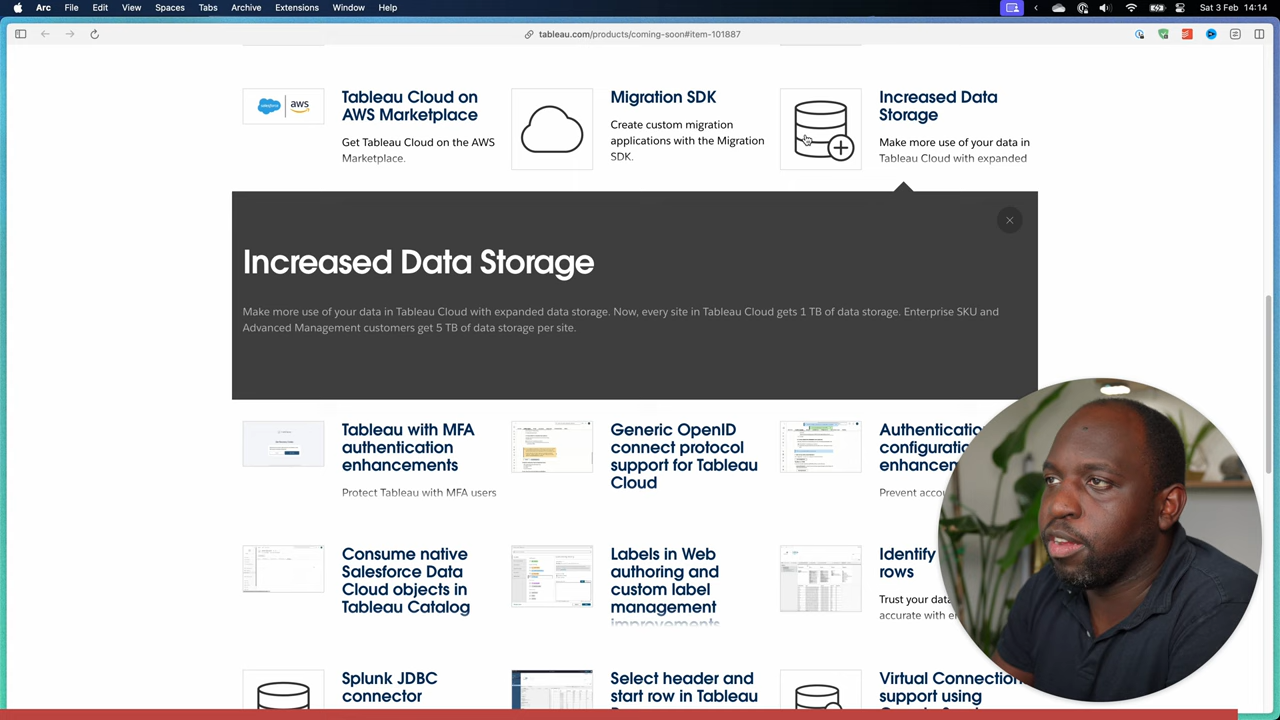 Arc File Edit View Spaces Tabs Archive Extensions Window Help
Sat 3 Feb 14:14
tableau.com/products/coming-soon#item-101887
salesforce aws
Tableau Cloud on
AWS Marketplace
Get Tableau Cloud on the AWS
Marketplace.
Migration SDK
Create custom migration
applications with the Migration
SDK.
Increased Data
Storage
Make more use of your data in
Tableau Cloud with expanded
Increased Data Storage
Make more use of your data in Tableau Cloud with expanded data storage. Now, every site in Tableau Cloud gets 1 TB of data storage. Enterprise SKU and
Advanced Management customers get 5 TB of data storage per site.
Tableau with MFA
authentication
enhancements
Protect Tableau with MFA users
Generic OpenID
connect protocol
support for Tableau
Cloud
Authenticatio
configuratio
enhancem
Prevent accou
Consume native
Salesforce Data
Cloud objects in
Tableau Catalog
Labels in Web
authoring and
custom label
management
improvements
Identify
rows
Trust your data
accurate with en
Splunk JDBC
connector
Select header and
start row in Tableau
Virtual Connection
support using